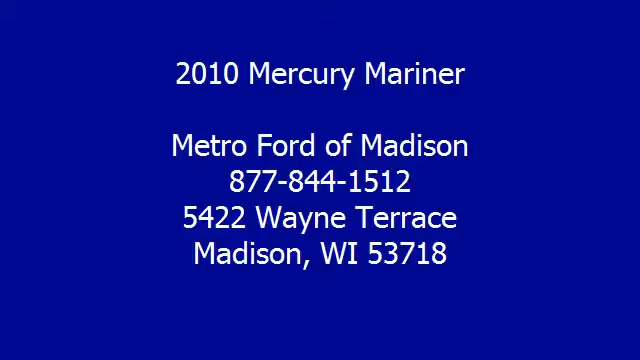 2010 Mercury Mariner
Metro Ford of Madison
877-844-1512
5422 Wayne Terrace
Madison, WI 53718